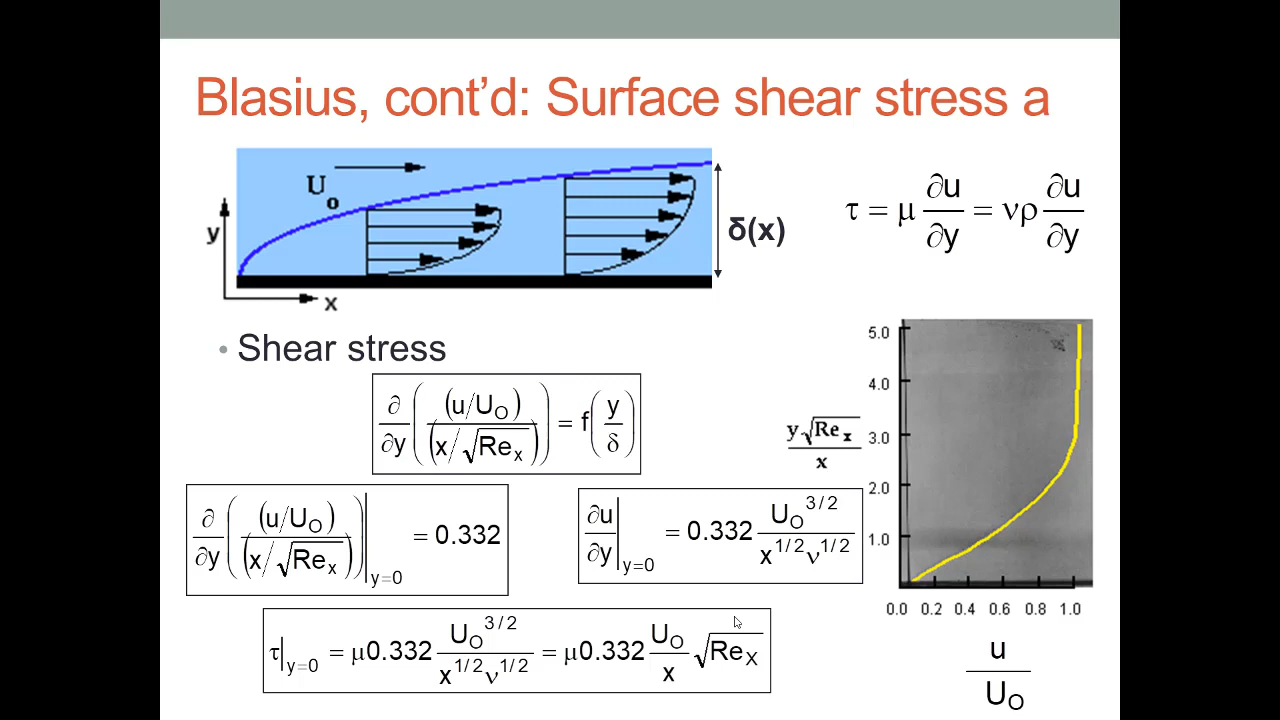 Blasius, cont’d: Surface shear stress a
U o
y
x
δ(x)
τ = μ ∂u/∂y = νρ ∂u/∂y
• Shear stress
∂/∂y ( (u/U_O) / (x/√Re_x) ) = f( y/δ )
∂/∂y ( (u/U_O) / (x/√Re_x) ) |_{y=0} = 0.332
∂u/∂y |_{y=0} = 0.332 U_O^{3/2} / (x^{1/2} ν^{1/2})
τ|_{y=0} = μ0.332 U_O^{3/2} / (x^{1/2} ν^{1/2}) = μ0.332 U_O/x √Re_X
y√Re_x / x
5.0
4.0
3.0
2.0
1.0
0.0 0.2 0.4 0.6 0.8 1.0
u
U_O